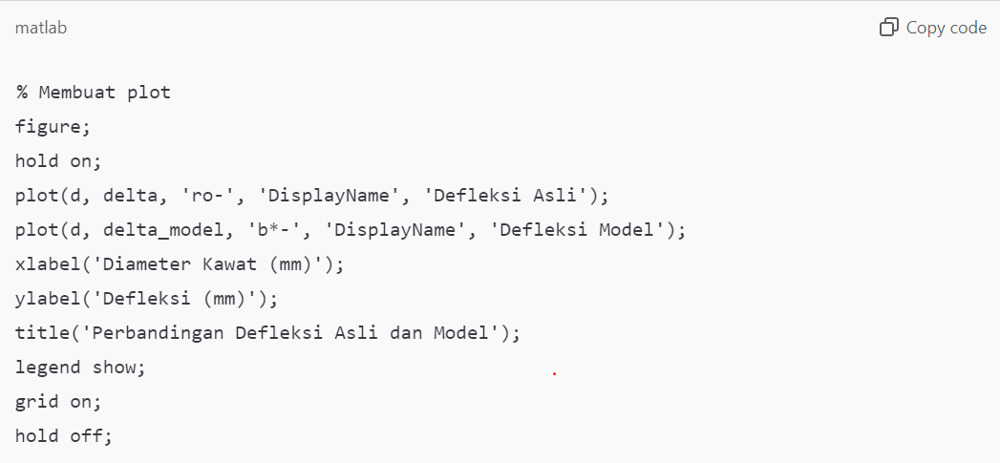 matlab
Copy code
% Membuat plot
figure;
hold on;
plot(d, delta, 'ro-', 'DisplayName', 'Defleksi Asli');
plot(d, delta_model, 'b*-', 'DisplayName', 'Defleksi Model');
xlabel('Diameter Kawat (mm)');
ylabel('Defleksi (mm)');
title('Perbandingan Defleksi Asli dan Model');
legend show;
grid on;
hold off;